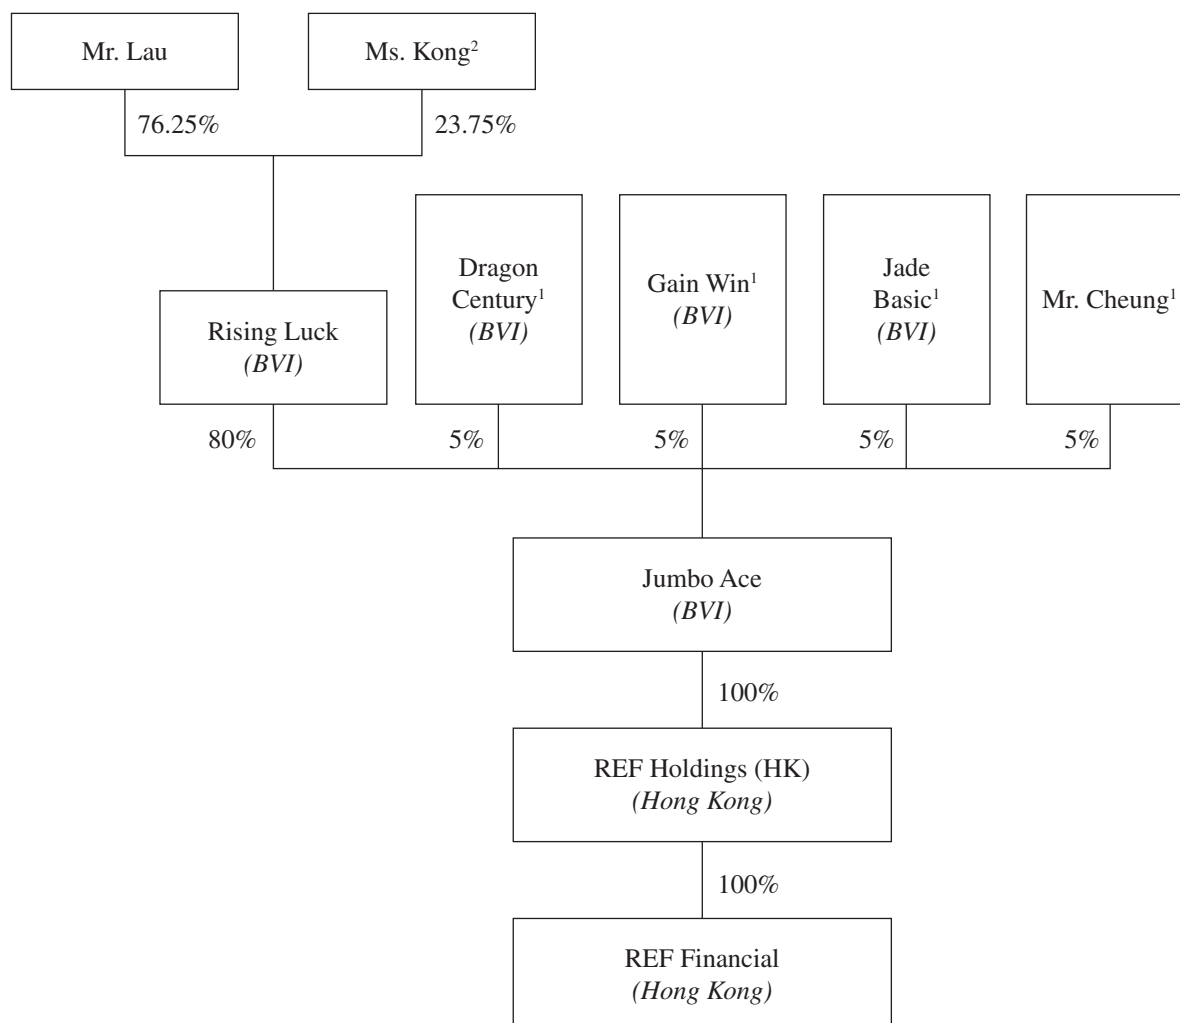 Mr. Lau
Ms. Kong²
76.25%
23.75%
Rising Luck
(BVI)
Dragon
Century¹
(BVI)
Gain Win¹
(BVI)
Jade
Basic¹
(BVI)
Mr. Cheung¹
80%
5%
5%
5%
5%
Jumbo Ace
(BVI)
100%
REF Holdings (HK)
(Hong Kong)
100%
REF Financial
(Hong Kong)